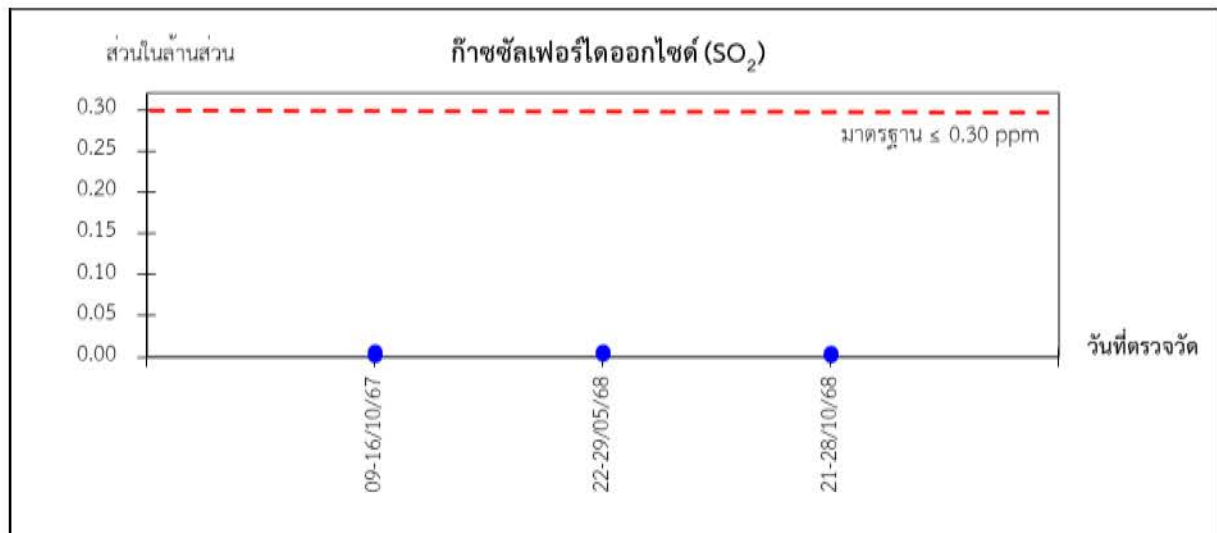 ส่วนในล้านส่วน
ก๊าซซัลเฟอร์ไดออกไซด์ (SO₂)
0.30
มาตรฐาน ≤ 0.30 ppm
0.25
0.20
0.15
0.10
0.05
0.00
วันที่ตรวจวัด
09-16/10/67
22-29/05/68
21-28/10/68